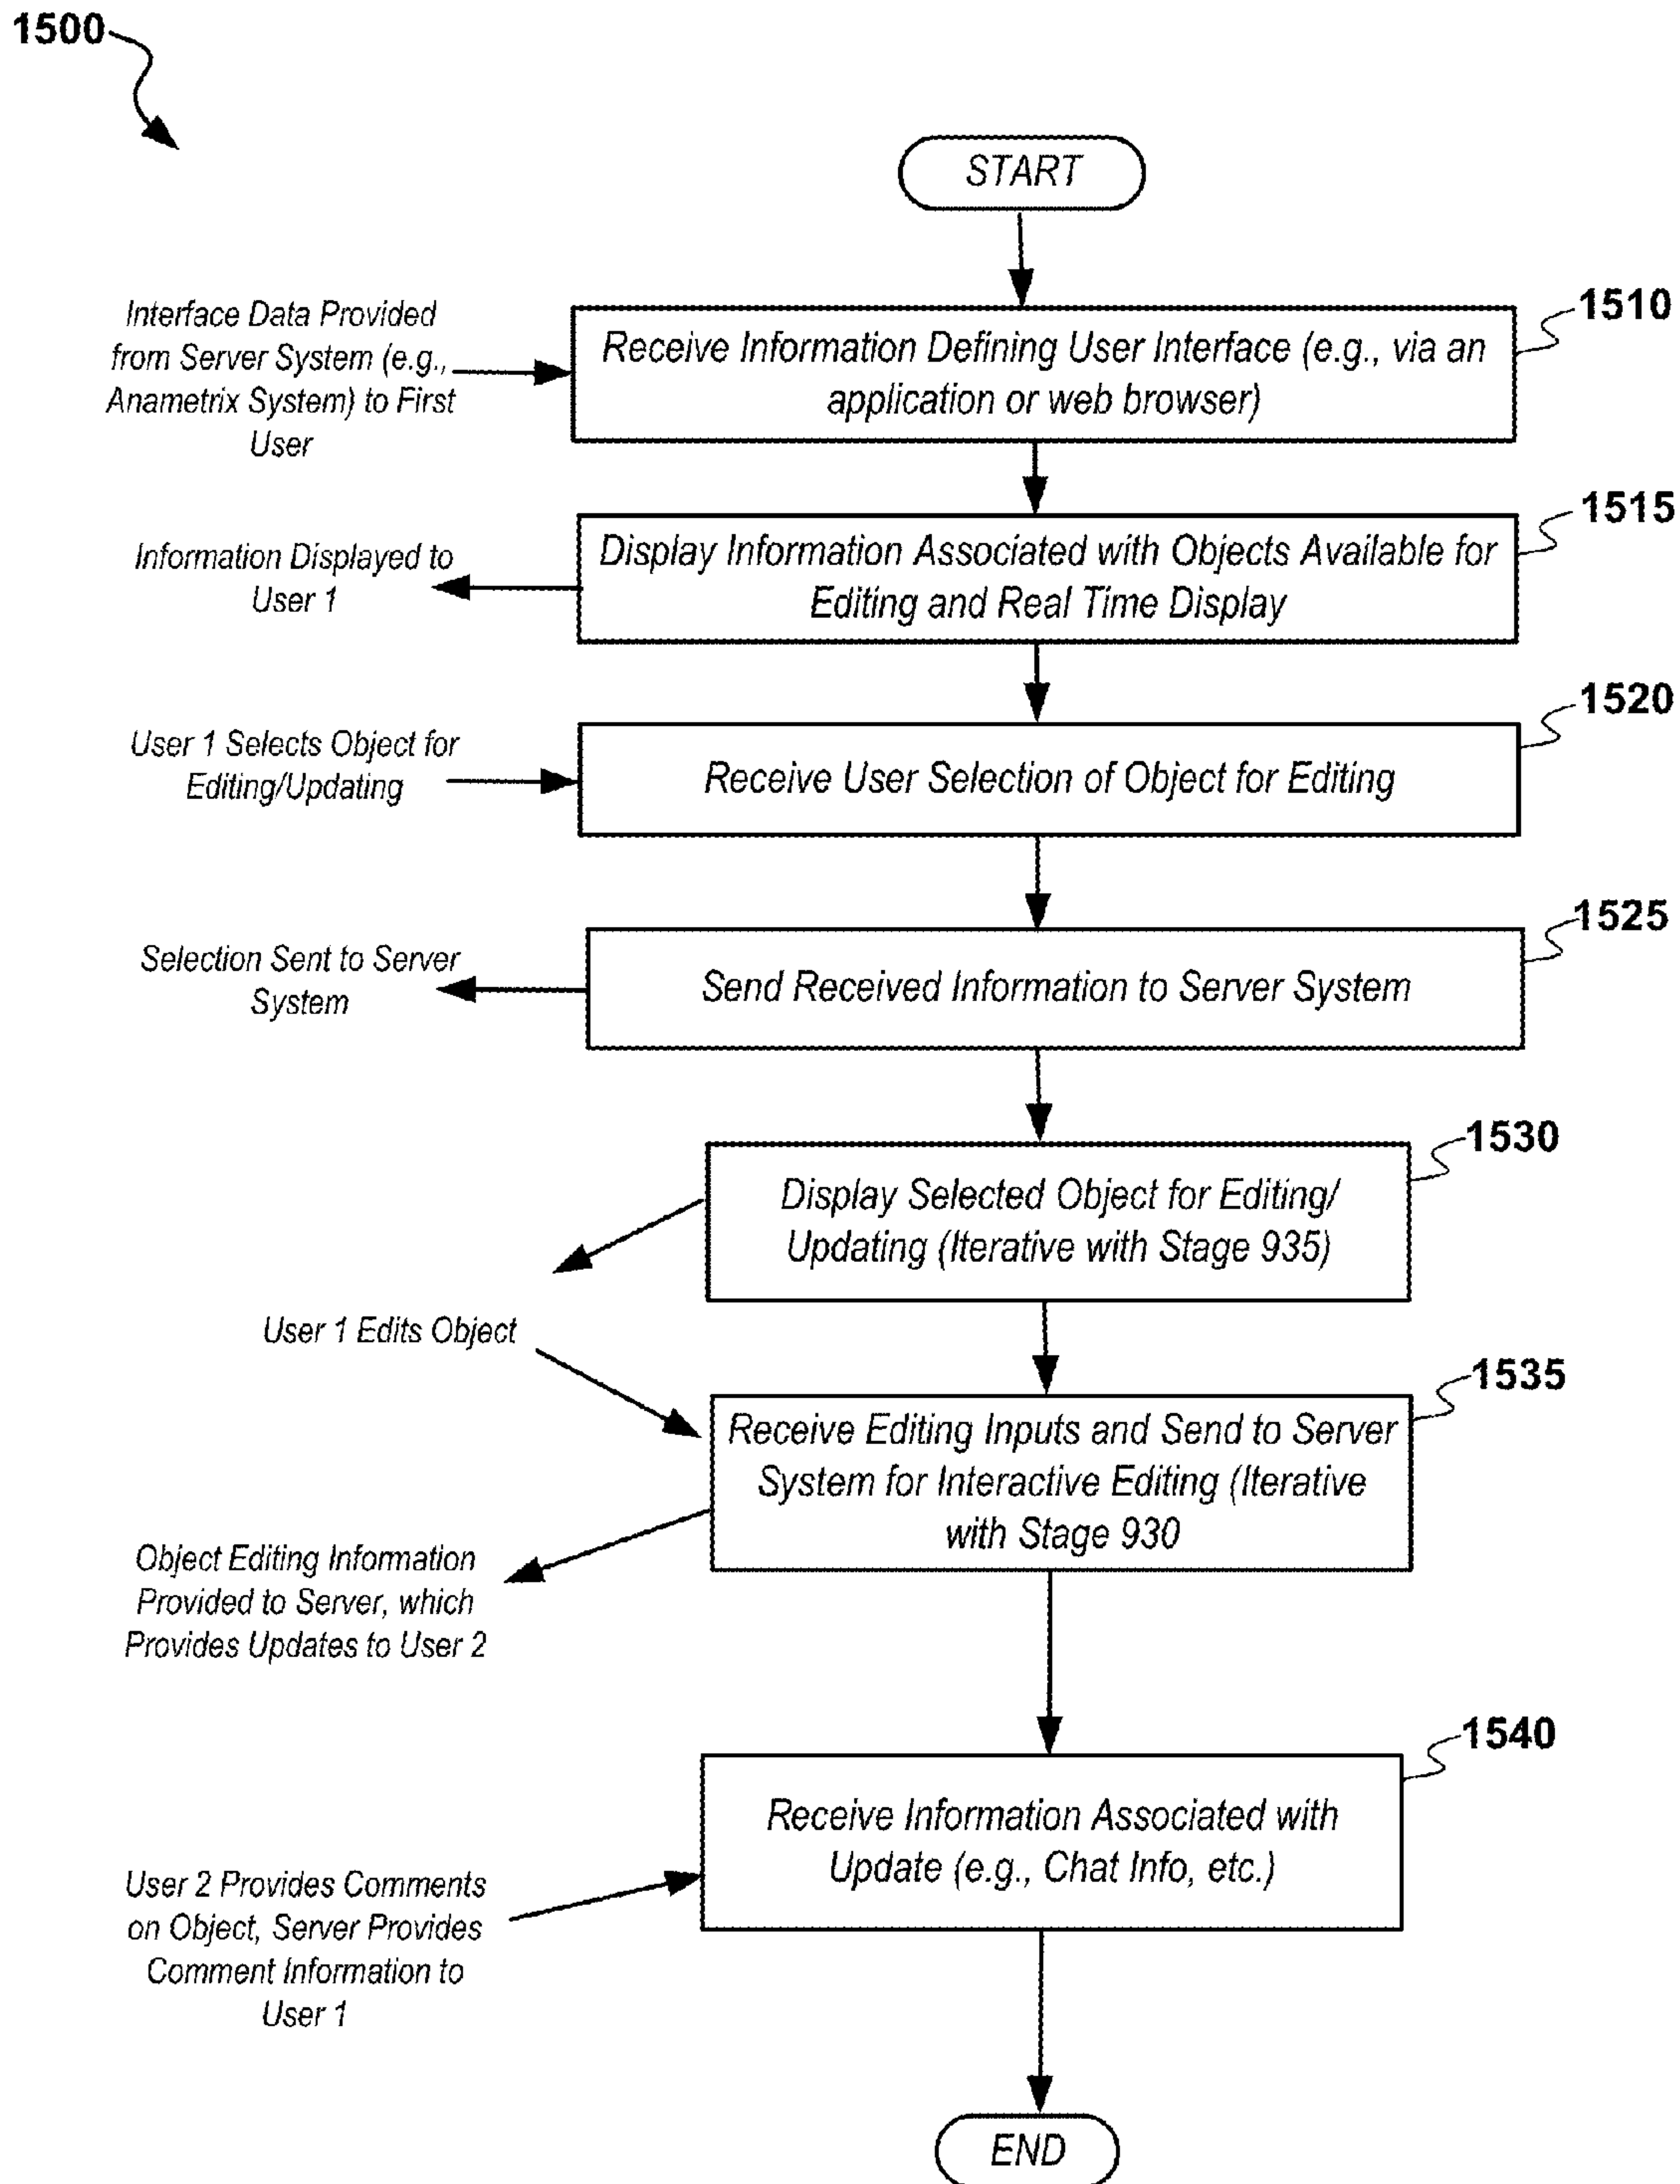 1500
START
Interface Data Provided
from Server System (e.g.,
Anametrix System) to First
User
Receive Information Defining User Interface (e.g., via an
application or web browser)
1510
Information Displayed to
User 1
Display Information Associated with Objects Available for
Editing and Real Time Display
1515
User 1 Selects Object for
Editing/Updating
Receive User Selection of Object for Editing
1520
Selection Sent to Server
System
Send Received Information to Server System
1525
Display Selected Object for Editing/
Updating (Iterative with Stage 935)
1530
User 1 Edits Object
Receive Editing Inputs and Send to Server
System for Interactive Editing (Iterative
with Stage 930
1535
Object Editing Information
Provided to Server, which
Provides Updates to User 2
Receive Information Associated with
Update (e.g., Chat Info, etc.)
1540
User 2 Provides Comments
on Object, Server Provides
Comment Information to
User 1
END